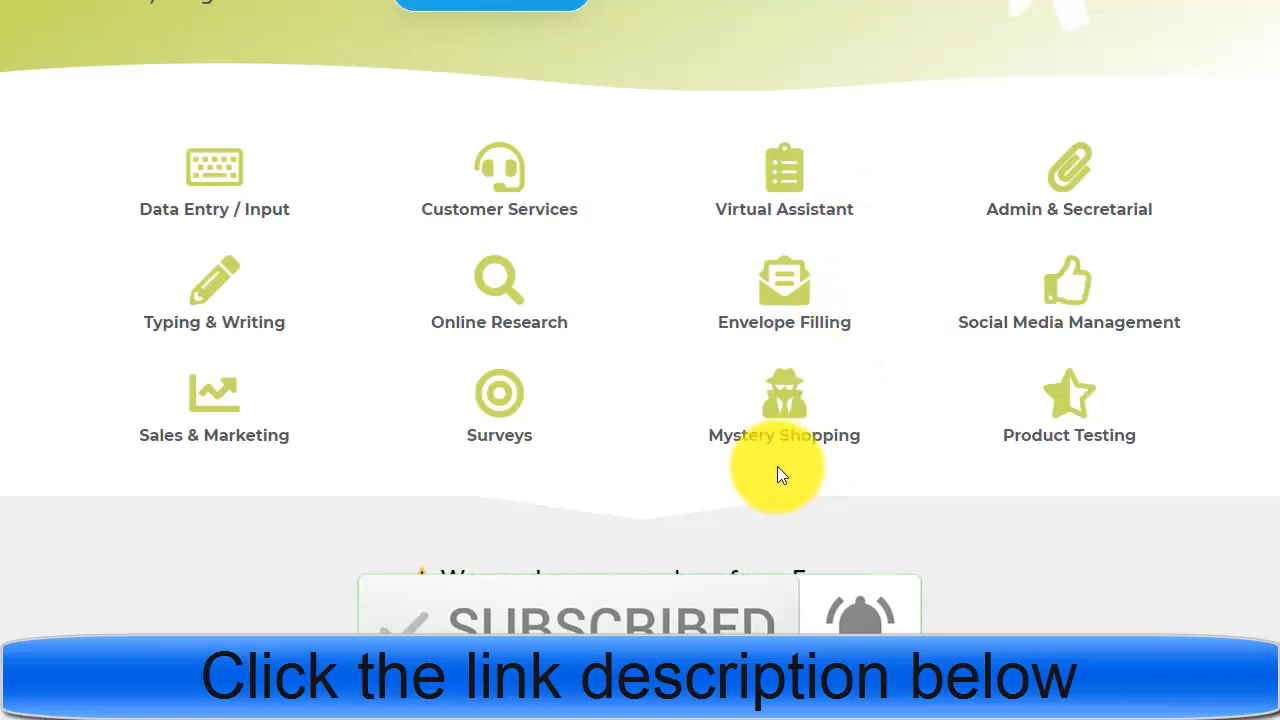 Data Entry / Input
Customer Services
Virtual Assistant
Admin & Secretarial
Typing & Writing
Online Research
Envelope Filling
Social Media Management
Sales & Marketing
Surveys
Mystery Shopping
Product Testing
SUBSCRIBED
Click the link description below